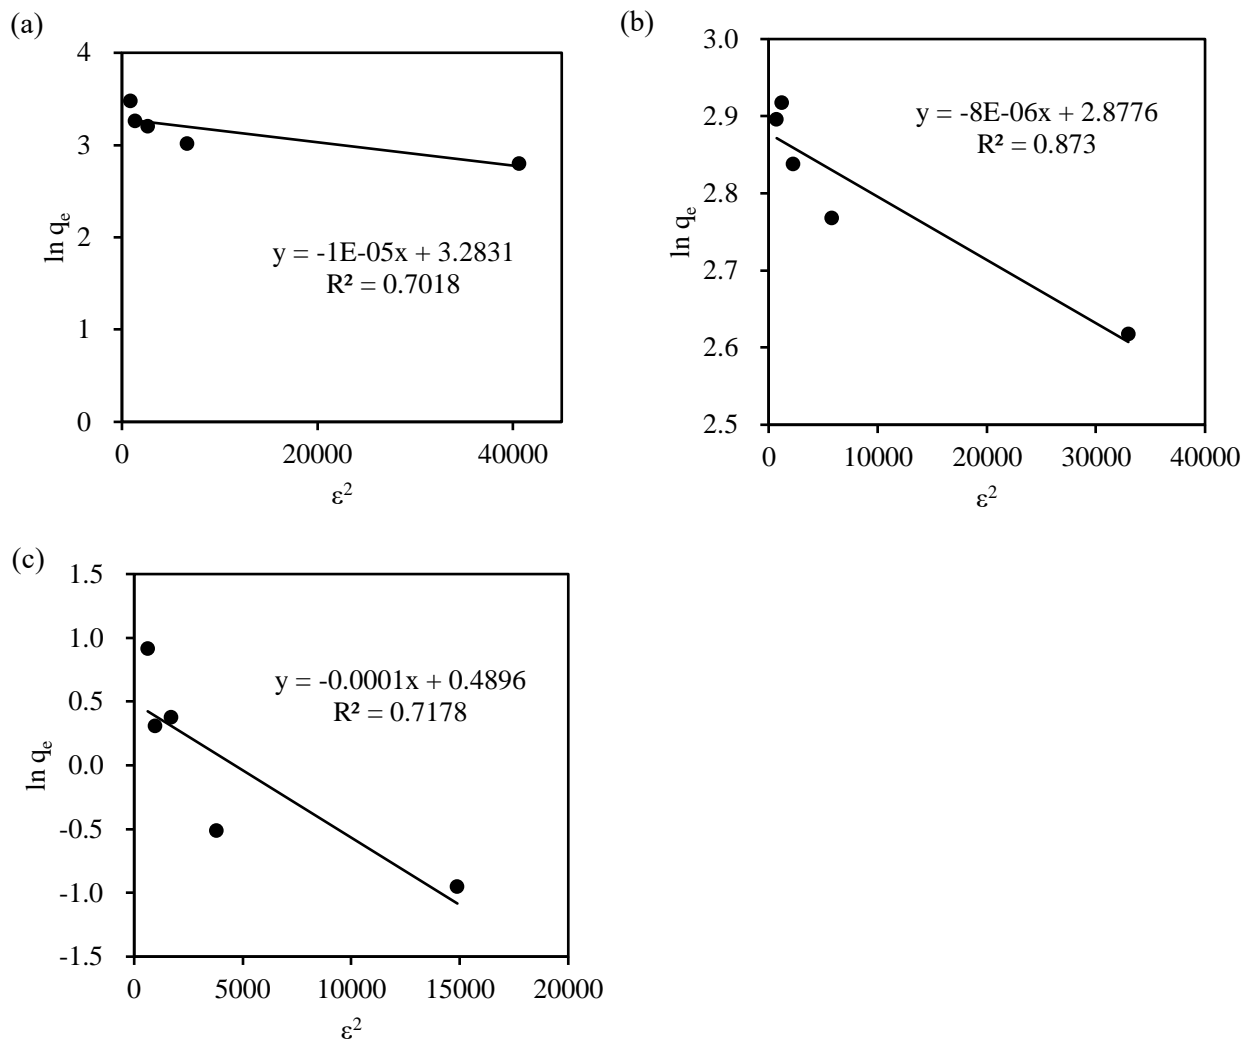 (a)
4
3
2
1
0
ln qₑ
y = -1E-05x + 3.2831
R² = 0.7018
0 20000 40000
ε²
(b)
3.0
2.9
2.8
2.7
2.6
2.5
ln qₑ
y = -8E-06x + 2.8776
R² = 0.873
0 10000 20000 30000 40000
ε²
(c)
1.5
1.0
0.5
0.0
-0.5
-1.0
-1.5
ln qₑ
y = -0.0001x + 0.4896
R² = 0.7178
0 5000 10000 15000 20000
ε²